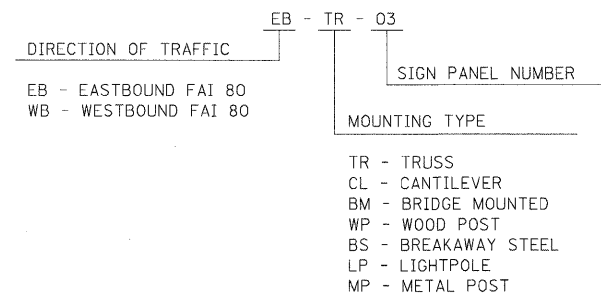 EB - TR - 03
DIRECTION OF TRAFFIC
EB - EASTBOUND FAI 80
WB - WESTBOUND FAI 80
SIGN PANEL NUMBER
MOUNTING TYPE
TR - TRUSS
CL - CANTILEVER
BM - BRIDGE MOUNTED
WP - WOOD POST
BS - BREAKAWAY STEEL
LP - LIGHTPOLE
MP - METAL POST